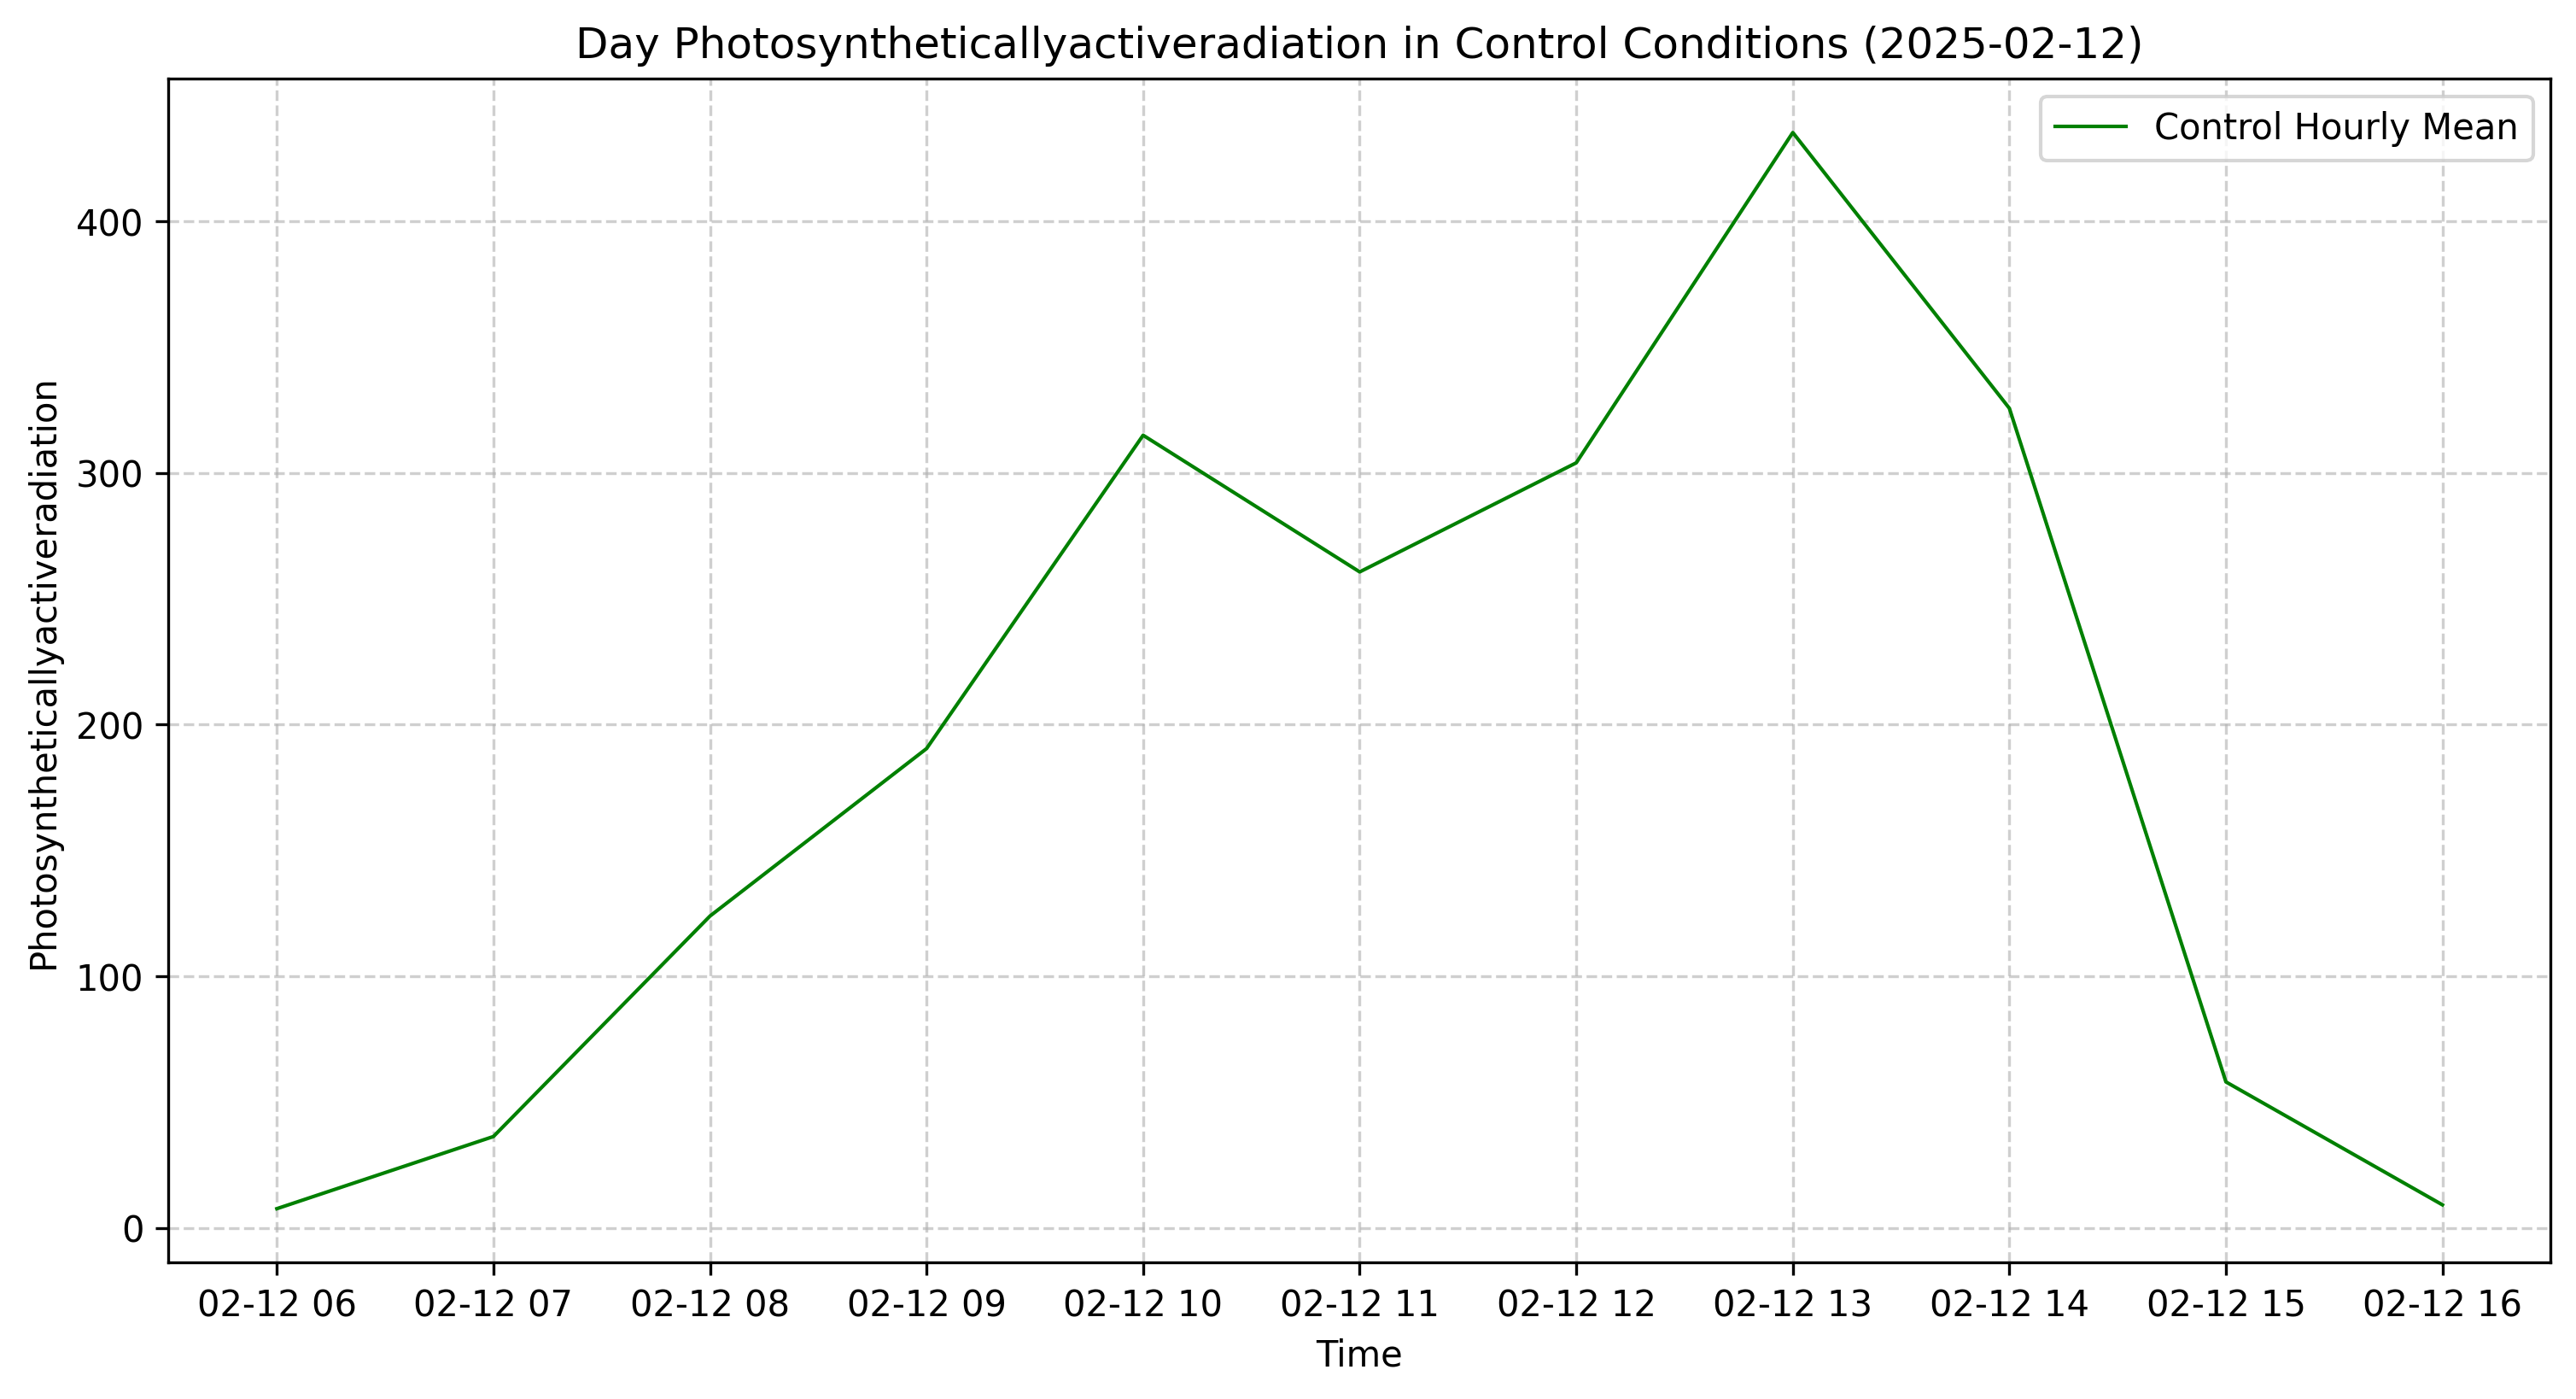 Day Photosyntheticallyactiveradiation in Control Conditions (2025-02-12)
Control Hourly Mean
Photosyntheticallyactiveradiation
400
300
200
100
0
02-12 06 02-12 07 02-12 08 02-12 09 02-12 10 02-12 11 02-12 12 02-12 13 02-12 14 02-12 15 02-12 16
Time